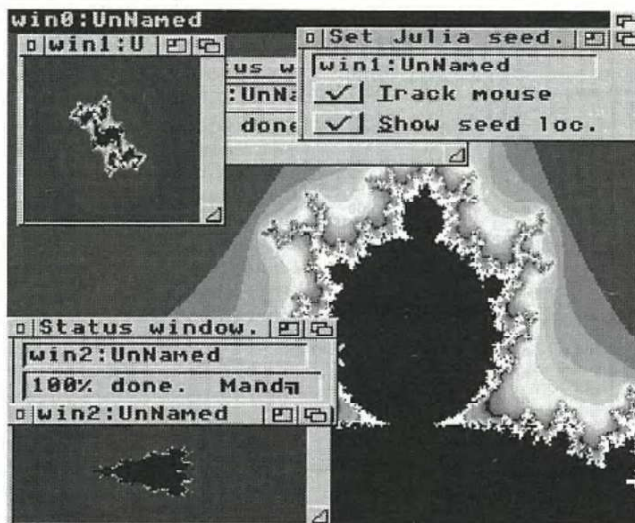 win0:UnNamed
win1:U
Set Julia seed.
win1:UnNamed
Track mouse
Show seed loc.
tus w
:UnNa
done
Status window.
win2:UnNamed
100% done. Mand
win2:UnNamed